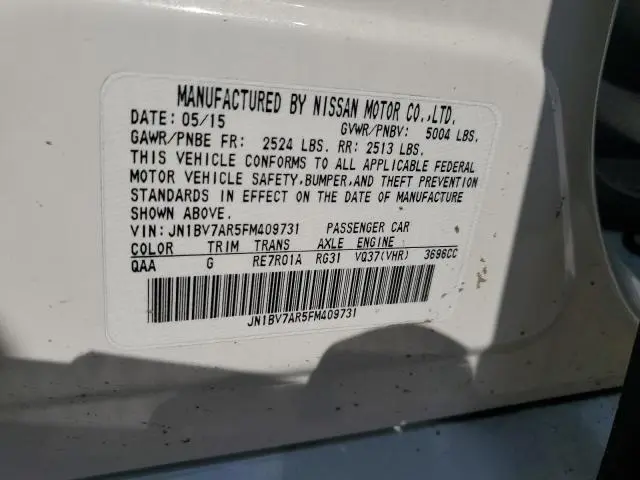 MANUFACTURED BY NISSAN MOTOR CO.,LTD.
DATE: 05/15 GVWR/PNBV: 5004 LBS.
GAWR/PNBE FR: 2524 LBS. RR: 2513 LBS.
THIS VEHICLE CONFORMS TO ALL APPLICABLE FEDERAL
MOTOR VEHICLE SAFETY,BUMPER,AND THEFT PREVENTION
STANDARDS IN EFFECT ON THE DATE OF MANUFACTURE
SHOWN ABOVE.
VIN:JN1BV7AR5FM409731 PASSENGER CAR
COLOR TRIM TRANS AXLE ENGINE
QAA G RE7R01A RG31 VQ37(VHR) 3696CC
JN1BV7AR5FM409731